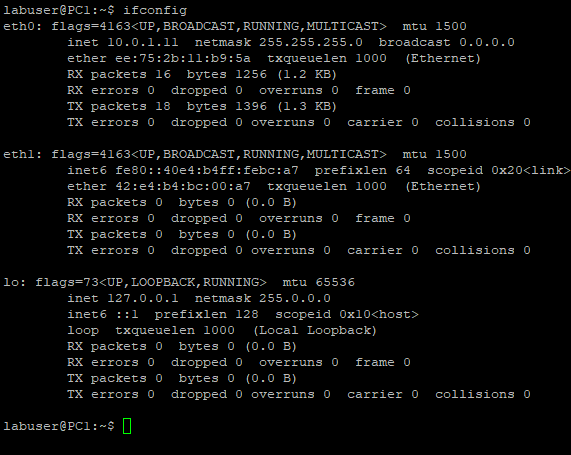 labuser@PC1:~$ ifconfig
eth0: flags=4163<UP,BROADCAST,RUNNING,MULTICAST>  mtu 1500
        inet 10.0.1.11  netmask 255.255.255.0  broadcast 0.0.0.0
        ether ee:75:2b:11:b9:5a  txqueuelen 1000  (Ethernet)
        RX packets 16  bytes 1256 (1.2 KB)
        RX errors 0  dropped 0  overruns 0  frame 0
        TX packets 18  bytes 1396 (1.3 KB)
        TX errors 0  dropped 0 overruns 0  carrier 0  collisions 0

eth1: flags=4163<UP,BROADCAST,RUNNING,MULTICAST>  mtu 1500
        inet6 fe80::40e4:b4ff:febc:a7  prefixlen 64  scopeid 0x20<link>
        ether 42:e4:b4:bc:00:a7  txqueuelen 1000  (Ethernet)
        RX packets 0  bytes 0 (0.0 B)
        RX errors 0  dropped 0  overruns 0  frame 0
        TX packets 0  bytes 0 (0.0 B)
        TX errors 0  dropped 0 overruns 0  carrier 0  collisions 0

lo: flags=73<UP,LOOPBACK,RUNNING>  mtu 65536
        inet 127.0.0.1  netmask 255.0.0.0
        inet6 ::1  prefixlen 128  scopeid 0x10<host>
        loop  txqueuelen 1000  (Local Loopback)
        RX packets 0  bytes 0 (0.0 B)
        RX errors 0  dropped 0  overruns 0  frame 0
        TX packets 0  bytes 0 (0.0 B)
        TX errors 0  dropped 0 overruns 0  carrier 0  collisions 0

labuser@PC1:~$